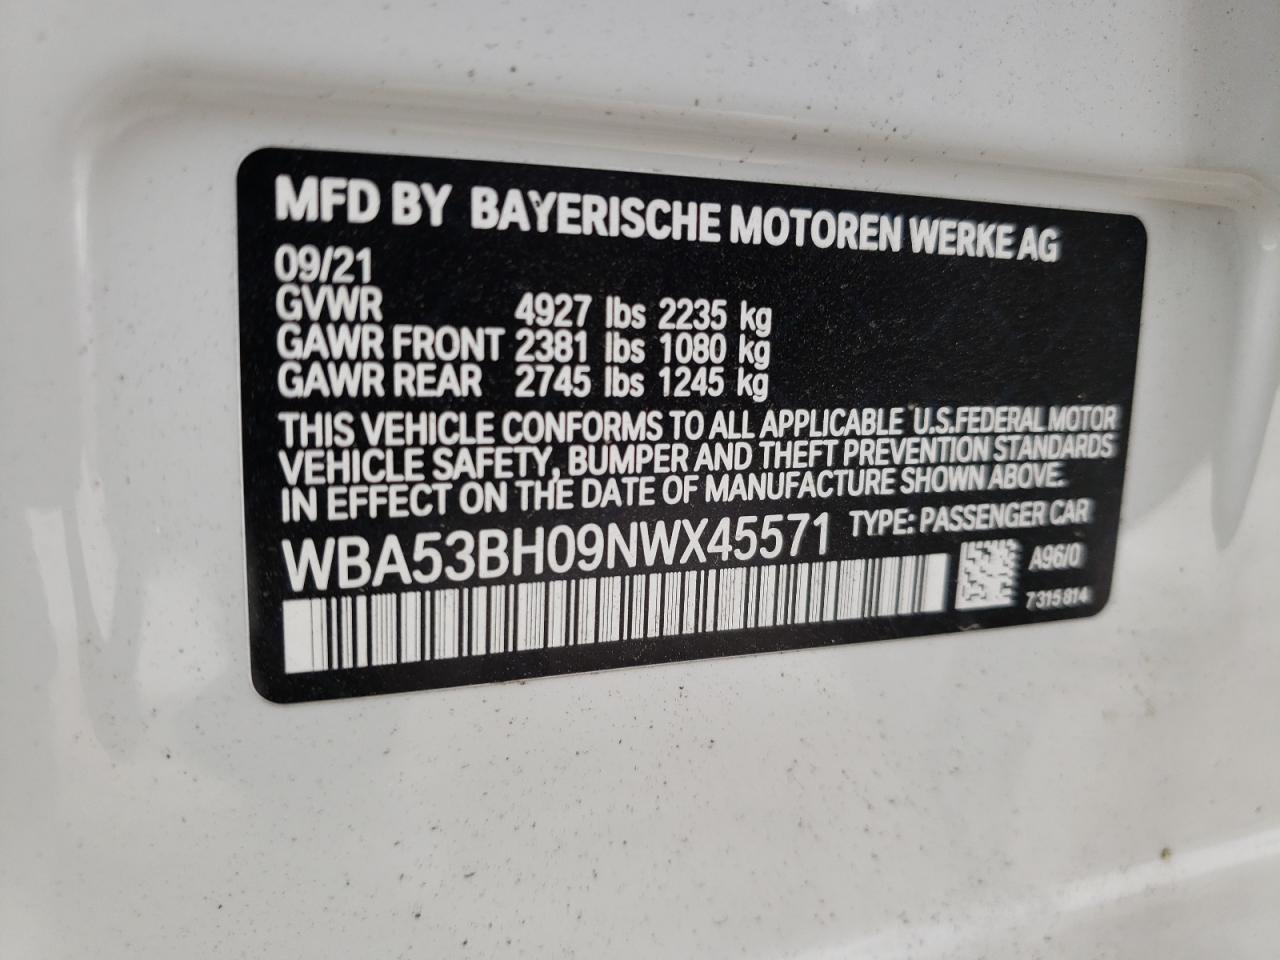 MFD BY BAYERISCHE MOTOREN WERKE AG
09/21
GVWR 4927 lbs 2235 kg
GAWR FRONT 2381 lbs 1080 kg
GAWR REAR 2745 lbs 1245 kg
THIS VEHICLE CONFORMS TO ALL APPLICABLE U.S.FEDERAL MOTOR
VEHICLE SAFETY, BUMPER AND THEFT PREVENTION STANDARDS
IN EFFECT ON THE DATE OF MANUFACTURE SHOWN ABOVE.
WBA53BH09NWX45571 TYPE: PASSENGER CAR
A96/0
7315814